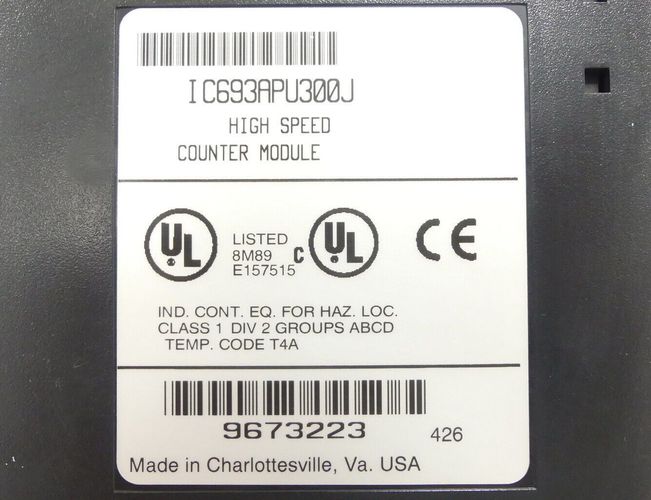 IC693APU300J
HIGH SPEED
COUNTER MODULE
UL LISTED 8M89 E157515 C UL CE
IND. CONT. EQ. FOR HAZ. LOC.
CLASS 1 DIV 2 GROUPS ABCD
TEMP. CODE T4A
9673223 426
Made in Charlottesville, Va. USA